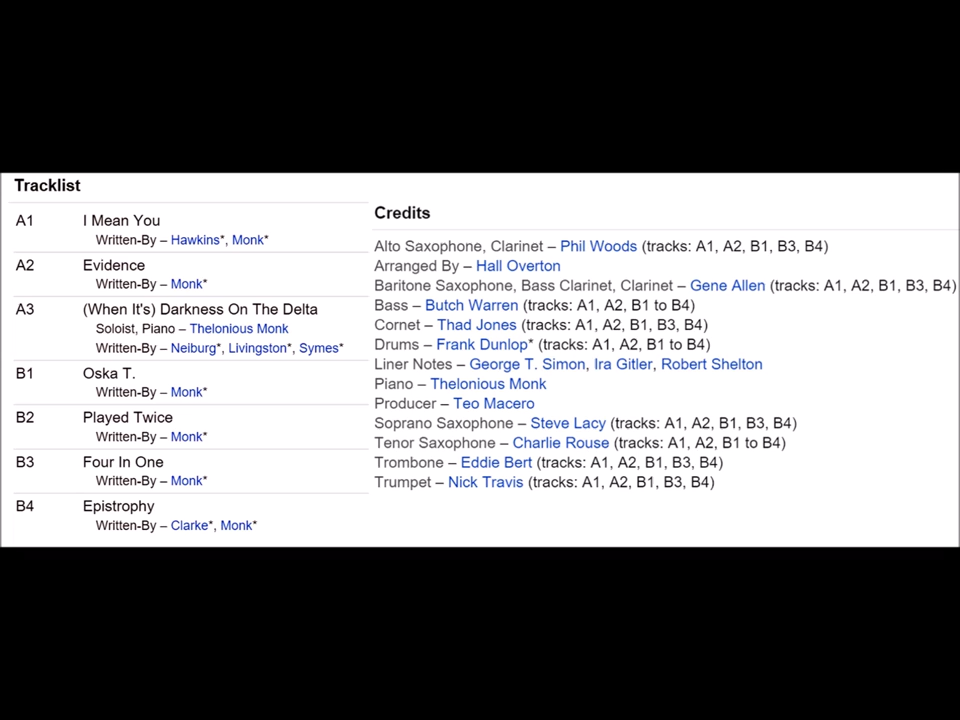 Tracklist
A1 I Mean You
Written-By – Hawkins*, Monk*
A2 Evidence
Written-By – Monk*
A3 (When It's) Darkness On The Delta
Soloist, Piano – Thelonious Monk
Written-By – Neiburg*, Livingston*, Symes*
B1 Oska T.
Written-By – Monk*
B2 Played Twice
Written-By – Monk*
B3 Four In One
Written-By – Monk*
B4 Epistrophy
Written-By – Clarke*, Monk*
Credits
Alto Saxophone, Clarinet – Phil Woods (tracks: A1, A2, B1, B3, B4)
Arranged By – Hall Overton
Baritone Saxophone, Bass Clarinet, Clarinet – Gene Allen (tracks: A1, A2, B1, B3, B4)
Bass – Butch Warren (tracks: A1, A2, B1 to B4)
Cornet – Thad Jones (tracks: A1, A2, B1, B3, B4)
Drums – Frank Dunlop* (tracks: A1, A2, B1 to B4)
Liner Notes – George T. Simon, Ira Gitler, Robert Shelton
Piano – Thelonious Monk
Producer – Teo Macero
Soprano Saxophone – Steve Lacy (tracks: A1, A2, B1, B3, B4)
Tenor Saxophone – Charlie Rouse (tracks: A1, A2, B1 to B4)
Trombone – Eddie Bert (tracks: A1, A2, B1, B3, B4)
Trumpet – Nick Travis (tracks: A1, A2, B1, B3, B4)